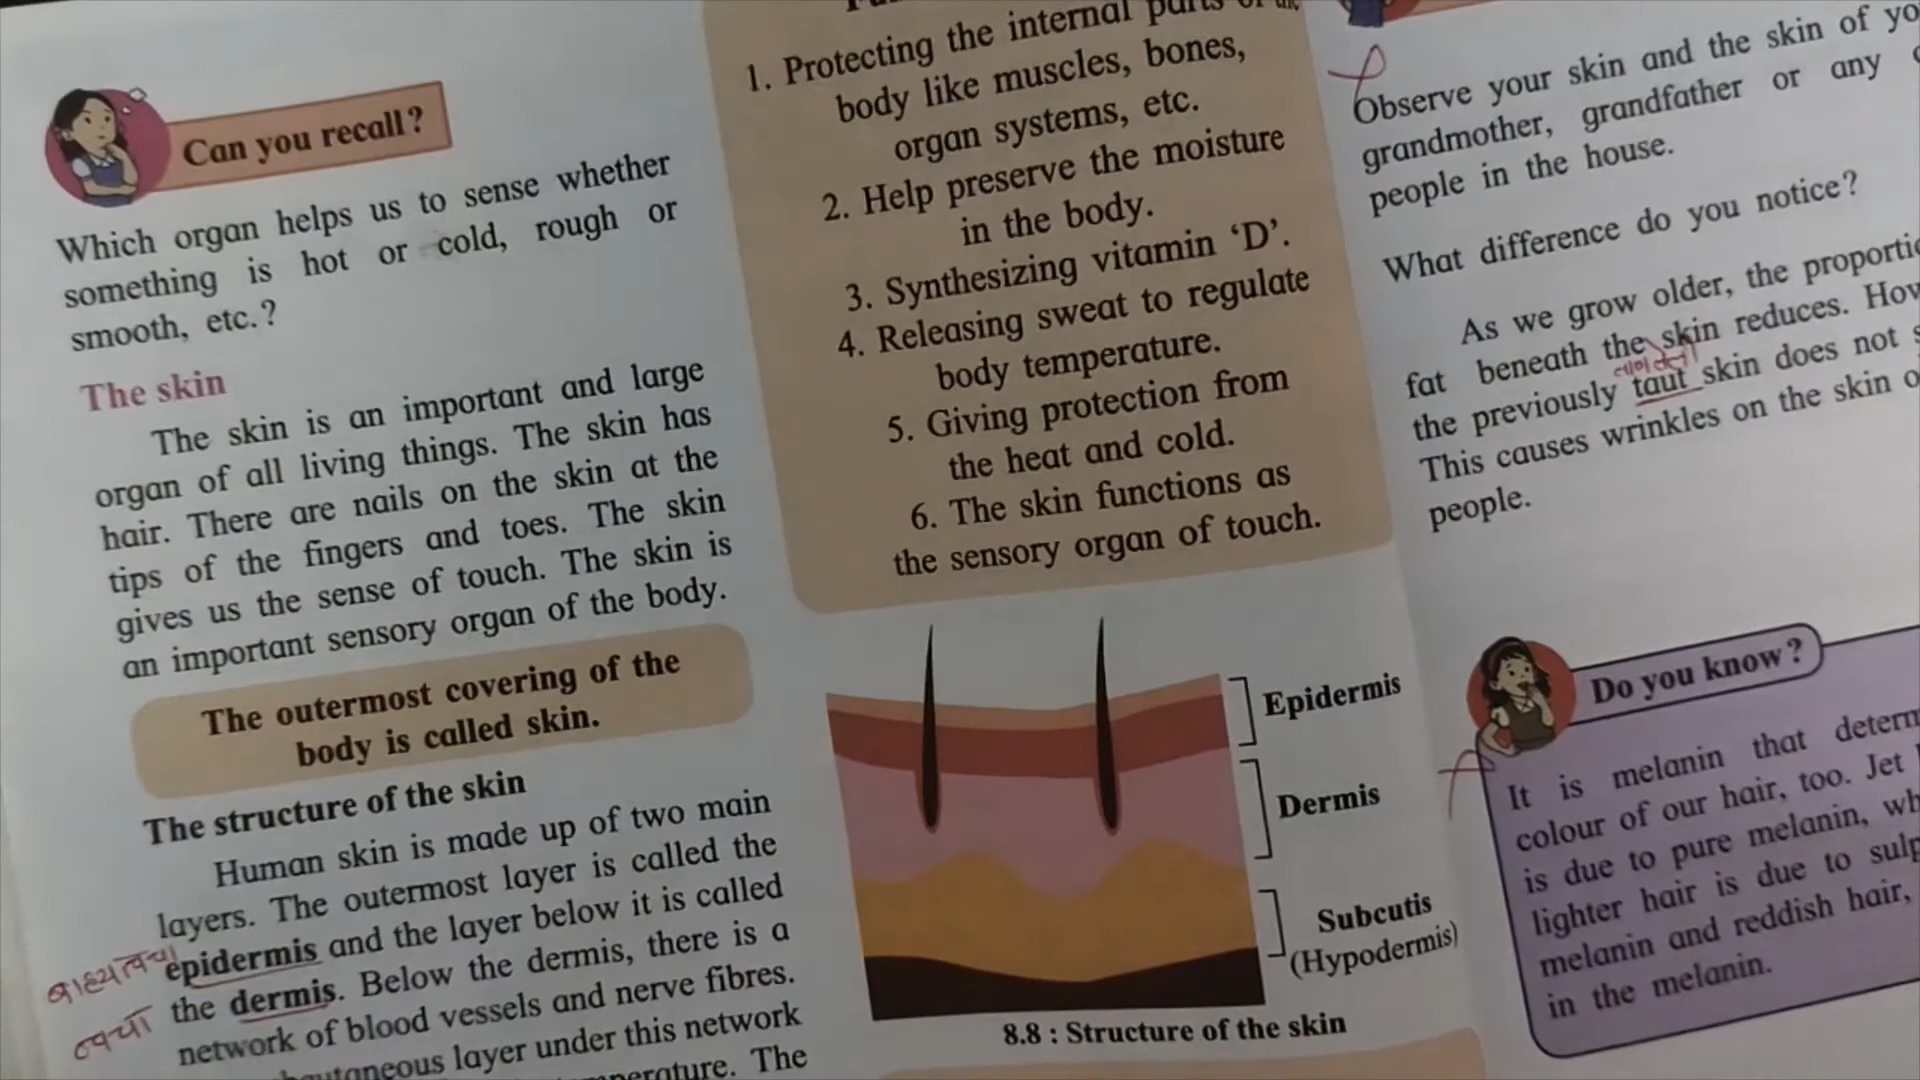 Can you recall?
Which organ helps us to sense whether
something is hot or cold, rough or
smooth, etc.?
The skin
The skin is an important and large
organ of all living things. The skin has
hair. There are nails on the skin at the
tips of the fingers and toes. The skin
gives us the sense of touch. The skin is
an important sensory organ of the body.
The outermost covering of the
body is called skin.
The structure of the skin
Human skin is made up of two main
layers. The outermost layer is called the
बाह्यत्वचा
epidermis and the layer below it is called
त्वचा
the dermis. Below the dermis, there is a
network of blood vessels and nerve fibres.
layer under this network
The
1. Protecting the internal parts of
body like muscles, bones,
organ systems, etc.
2. Help preserve the moisture
in the body.
3. Synthesizing vitamin ‘D’.
4. Releasing sweat to regulate
body temperature.
5. Giving protection from
the heat and cold.
6. The skin functions as
the sensory organ of touch.
Epidermis
Dermis
Subcutis
(Hypodermis)
8.8 : Structure of the skin
Observe your skin and the skin of
grandmother, grandfather or any
people in the house.
What difference do you notice?
As we grow older, the
fat beneath the skin reduces.
the previously taut skin does not
This causes wrinkles on the skin
people.
Do you know?
It is melanin that
colour of our hair, too. Jet
is due to pure melanin,
lighter hair is due to
melanin and reddish hair,
in the melanin.